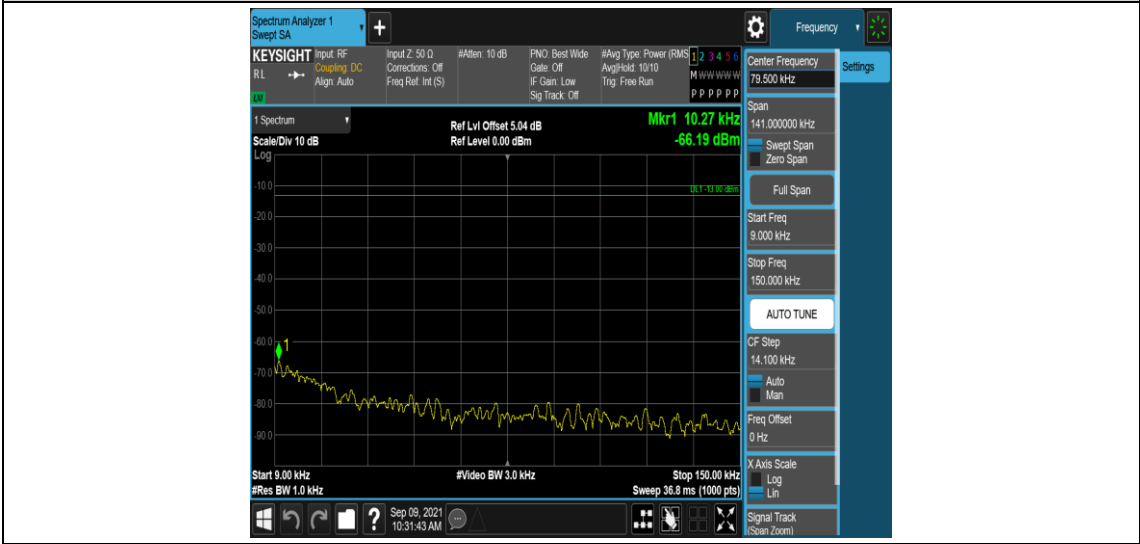 Spectrum Analyzer 1
Swept SA
+
Frequency
KEYSIGHT
RL
Input: RF
Coupling: DC
Align: Auto
Input Z: 50 Ω
Corrections: Off
Freq Ref: Int (S)
#Atten: 10 dB
PNO: Best Wide
Gate: Off
IF Gain: Low
Sig Track: Off
#Avg Type: Power (RMS
Avg|Hold: 10/10
Trig: Free Run
1 2 3 4 5 6
M W W W W W
P P P P P P
1 Spectrum
Scale/Div 10 dB
Log
Ref Lvl Offset 5.04 dB
Ref Level 0.00 dBm
Mkr1 10.27 kHz
-66.19 dBm
DL1 -13.00 dBm
-10.0
-20.0
-30.0
-40.0
-50.0
-60.0
1
-70.0
-80.0
-90.0
Start 9.00 kHz
#Video BW 3.0 kHz
Stop 150.00 kHz
#Res BW 1.0 kHz
Sweep 36.8 ms (1000 pts)
?
Sep 09, 2021
10:31:43 AM
Center Frequency
79.500 kHz
Settings
Span
141.000000 kHz
Swept Span
Zero Span
Full Span
Start Freq
9.000 kHz
Stop Freq
150.000 kHz
AUTO TUNE
CF Step
14.100 kHz
Auto
Man
Freq Offset
0 Hz
X Axis Scale
Log
Lin
Signal Track
(Span Zoom)